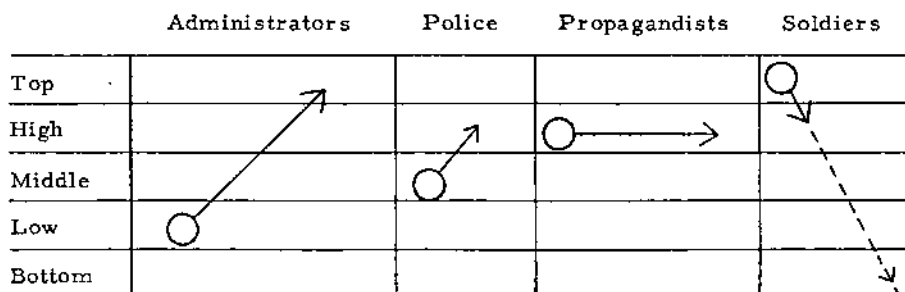 Administrators Police Propagandists Soldiers
Top
High
Middle
Low
Bottom